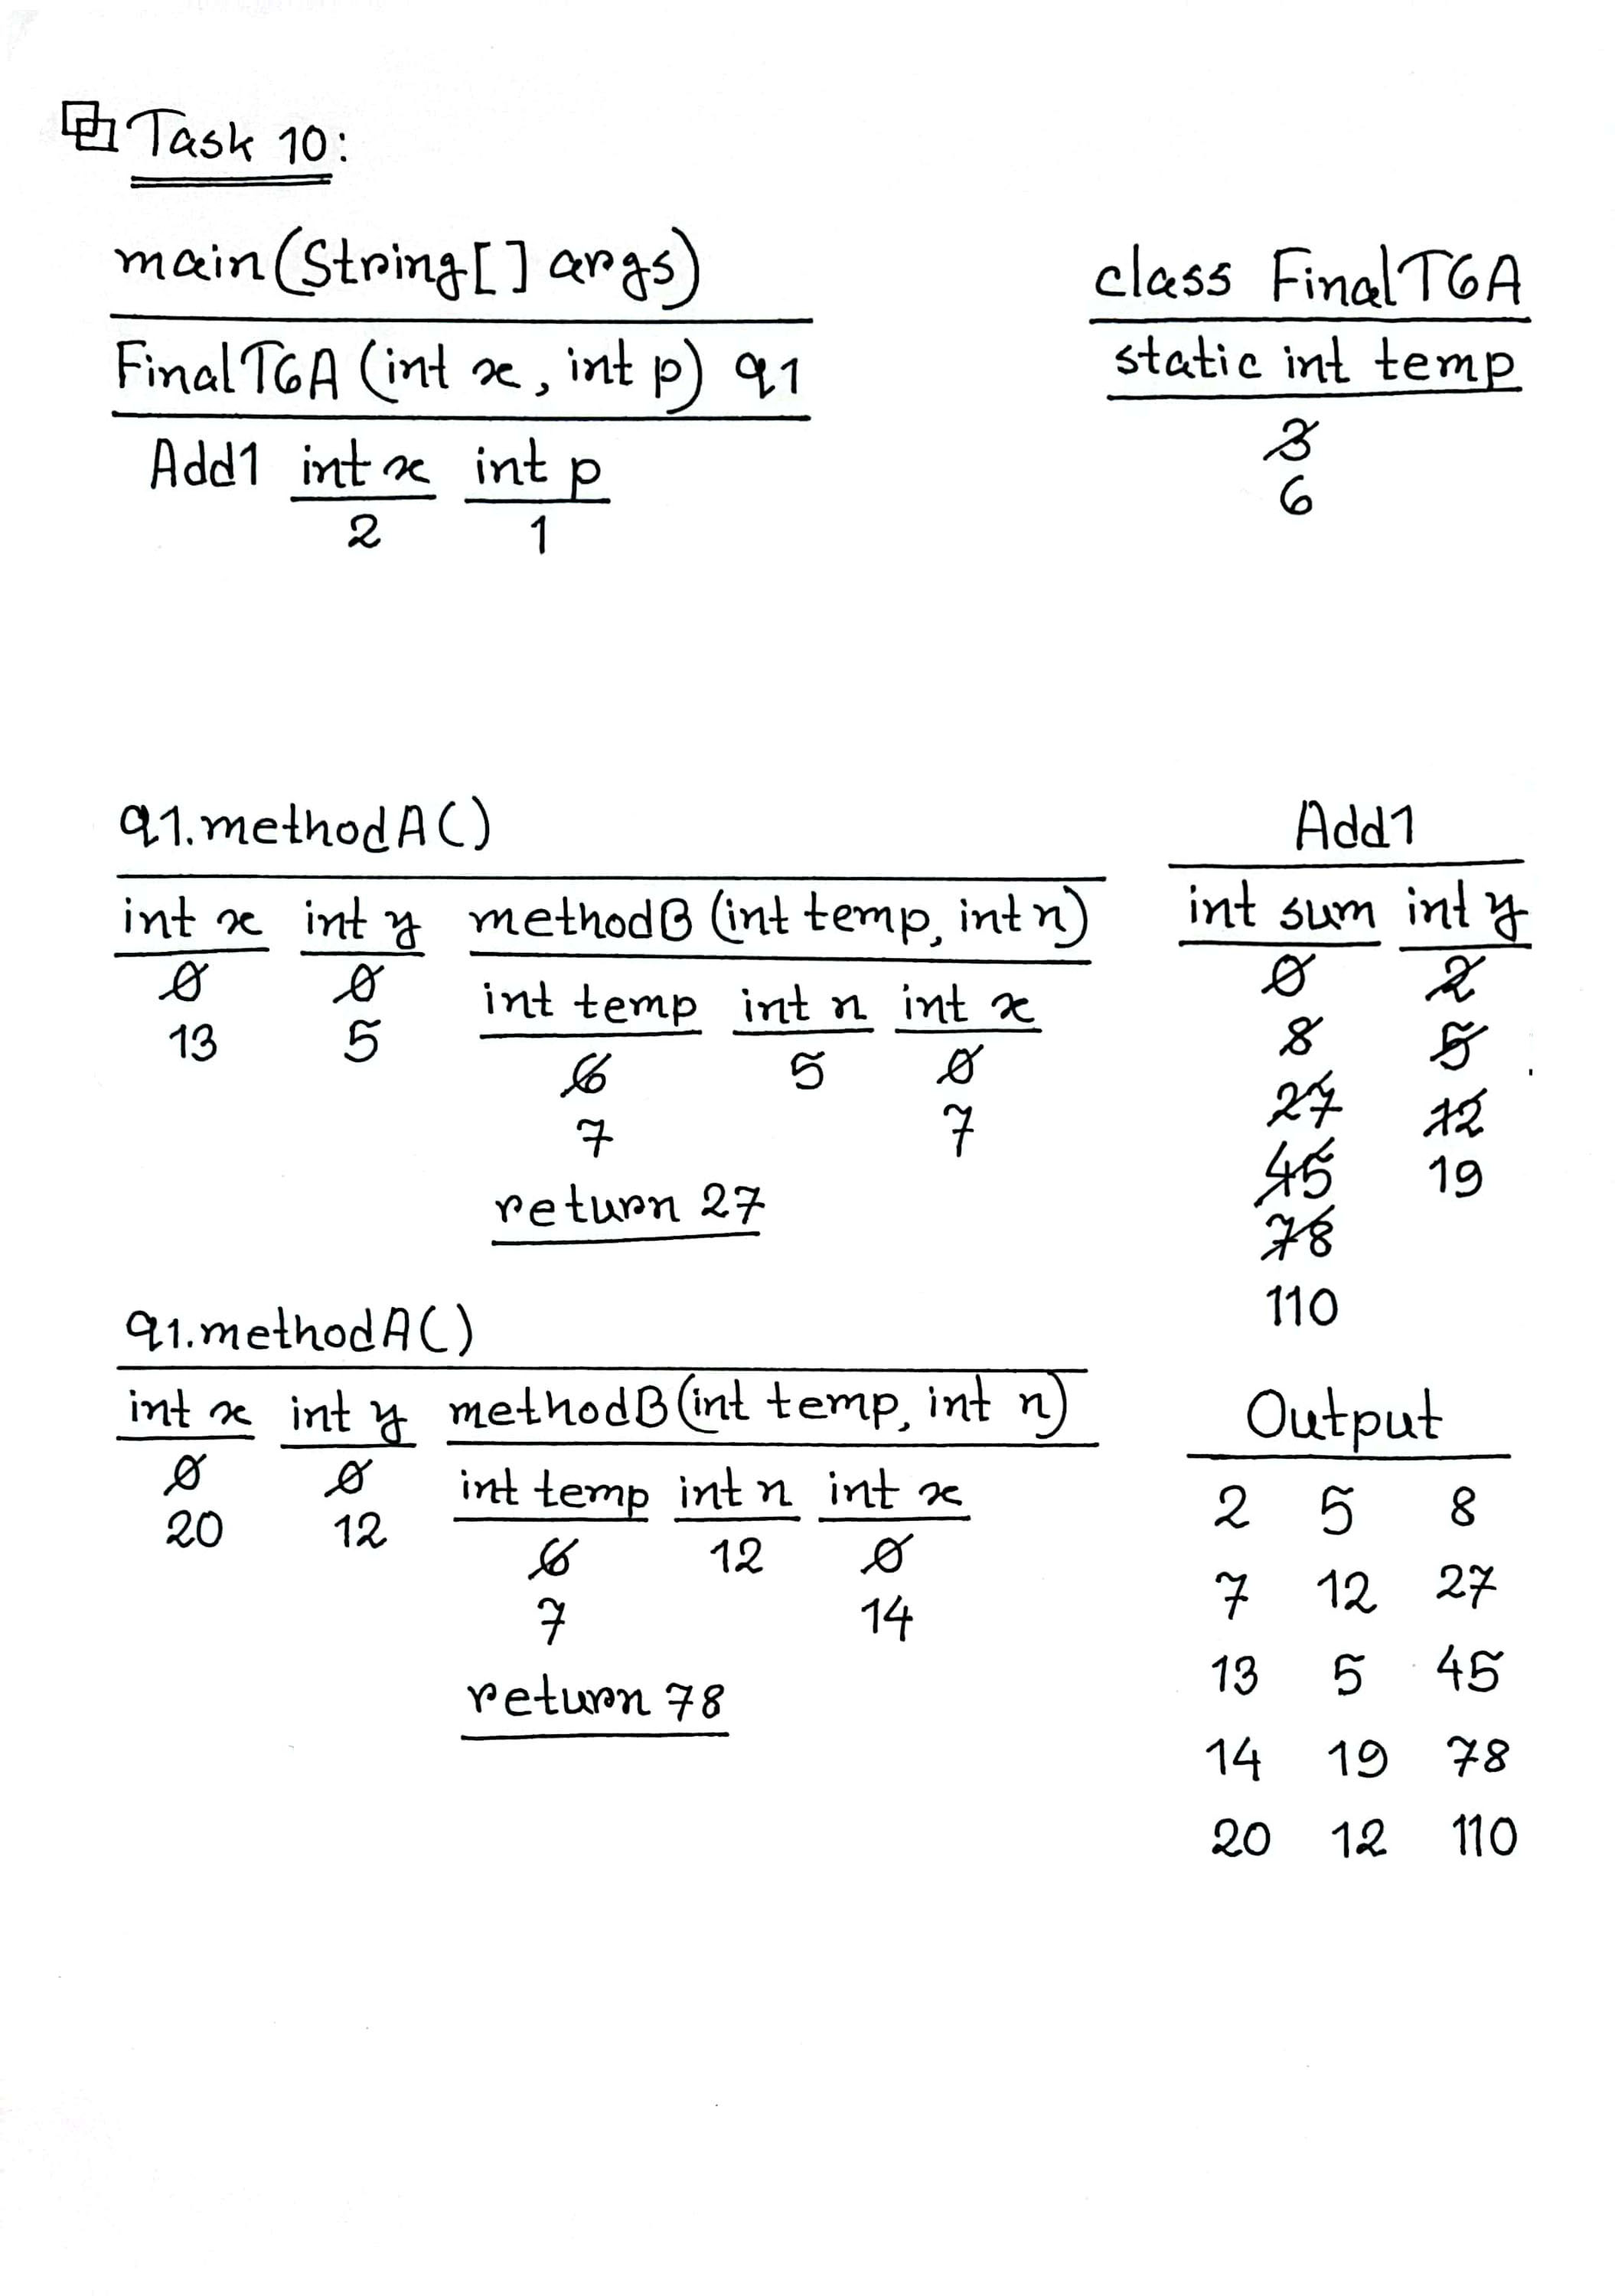 Task 10:
main(String[] args)
FinalT6A (int x, int p) q1
Add1 int x int p
2 1
class FinalT6A
static int temp
3
6
q1.methodA()
int x int y methodB (int temp, int n)
0 0
13 5
int temp int n int x
6 5 0
7 7
return 27
Add1
int sum int y
0 2
8 5
27 12
45 19
78
110
q1.methodA()
int x int y methodB(int temp, int n)
0 0
20 12
int temp int n int x
6 12 0
7 14
return 78
Output
2 5 8
7 12 27
13 5 45
14 19 78
20 12 110